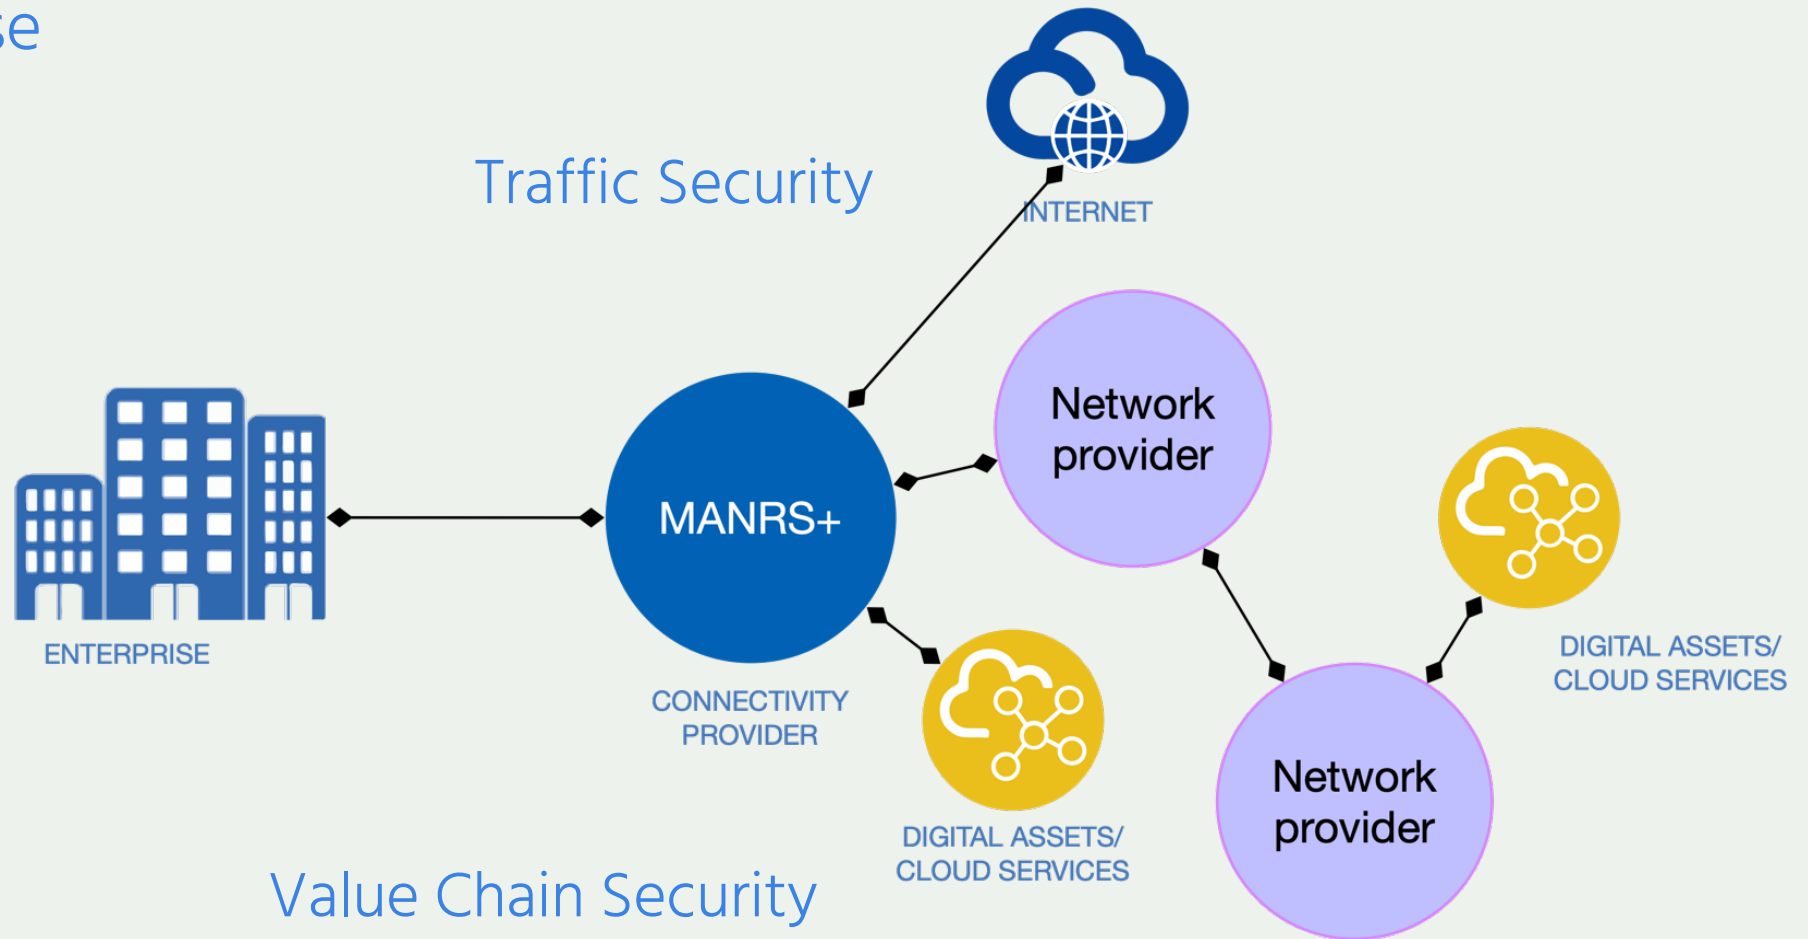 se
Traffic Security
INTERNET
Network
provider
MANRS+
ENTERPRISE
CONNECTIVITY
PROVIDER
DIGITAL ASSETS/
CLOUD SERVICES
DIGITAL ASSETS/
CLOUD SERVICES
Network
provider
Value Chain Security